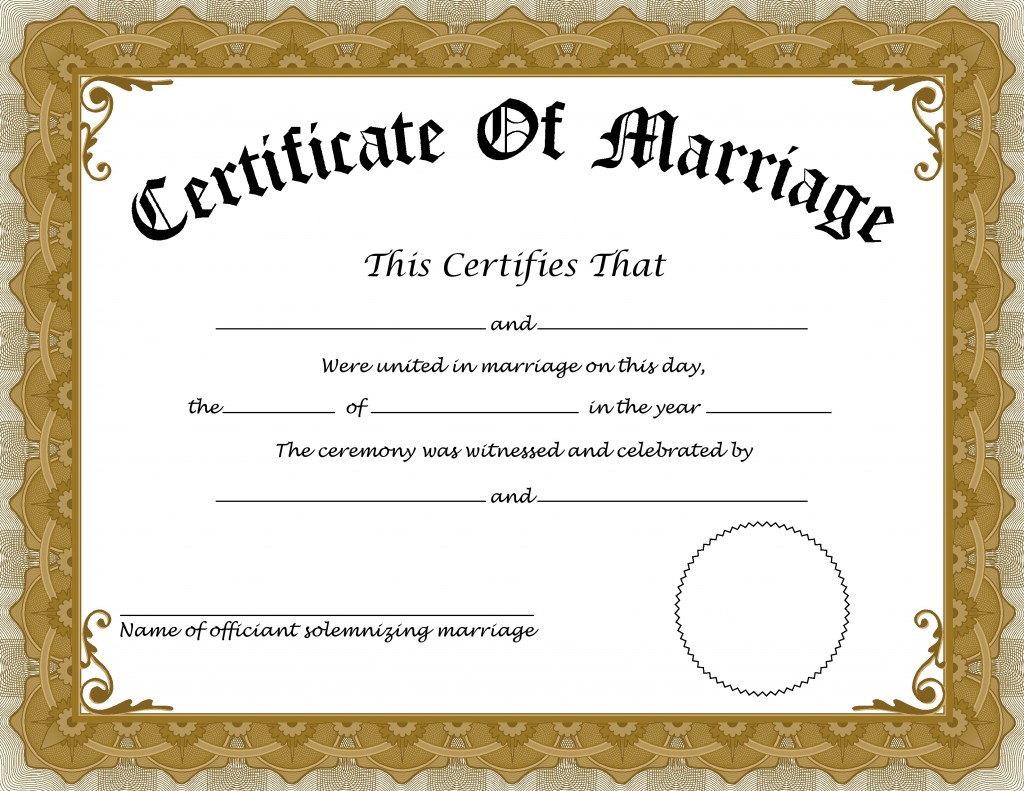 Certificate Of Marriage
This Certifies That
and
Were united in marriage on this day,
the of in the year
The ceremony was witnessed and celebrated by
and
Name of officiant solemnizing marriage